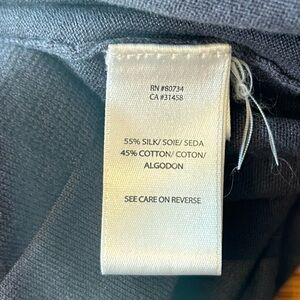 RN #80734
CA #31458
55% SILK/ SOIE/ SEDA
45% COTTON/ COTON/
ALGODON
SEE CARE ON REVERSE